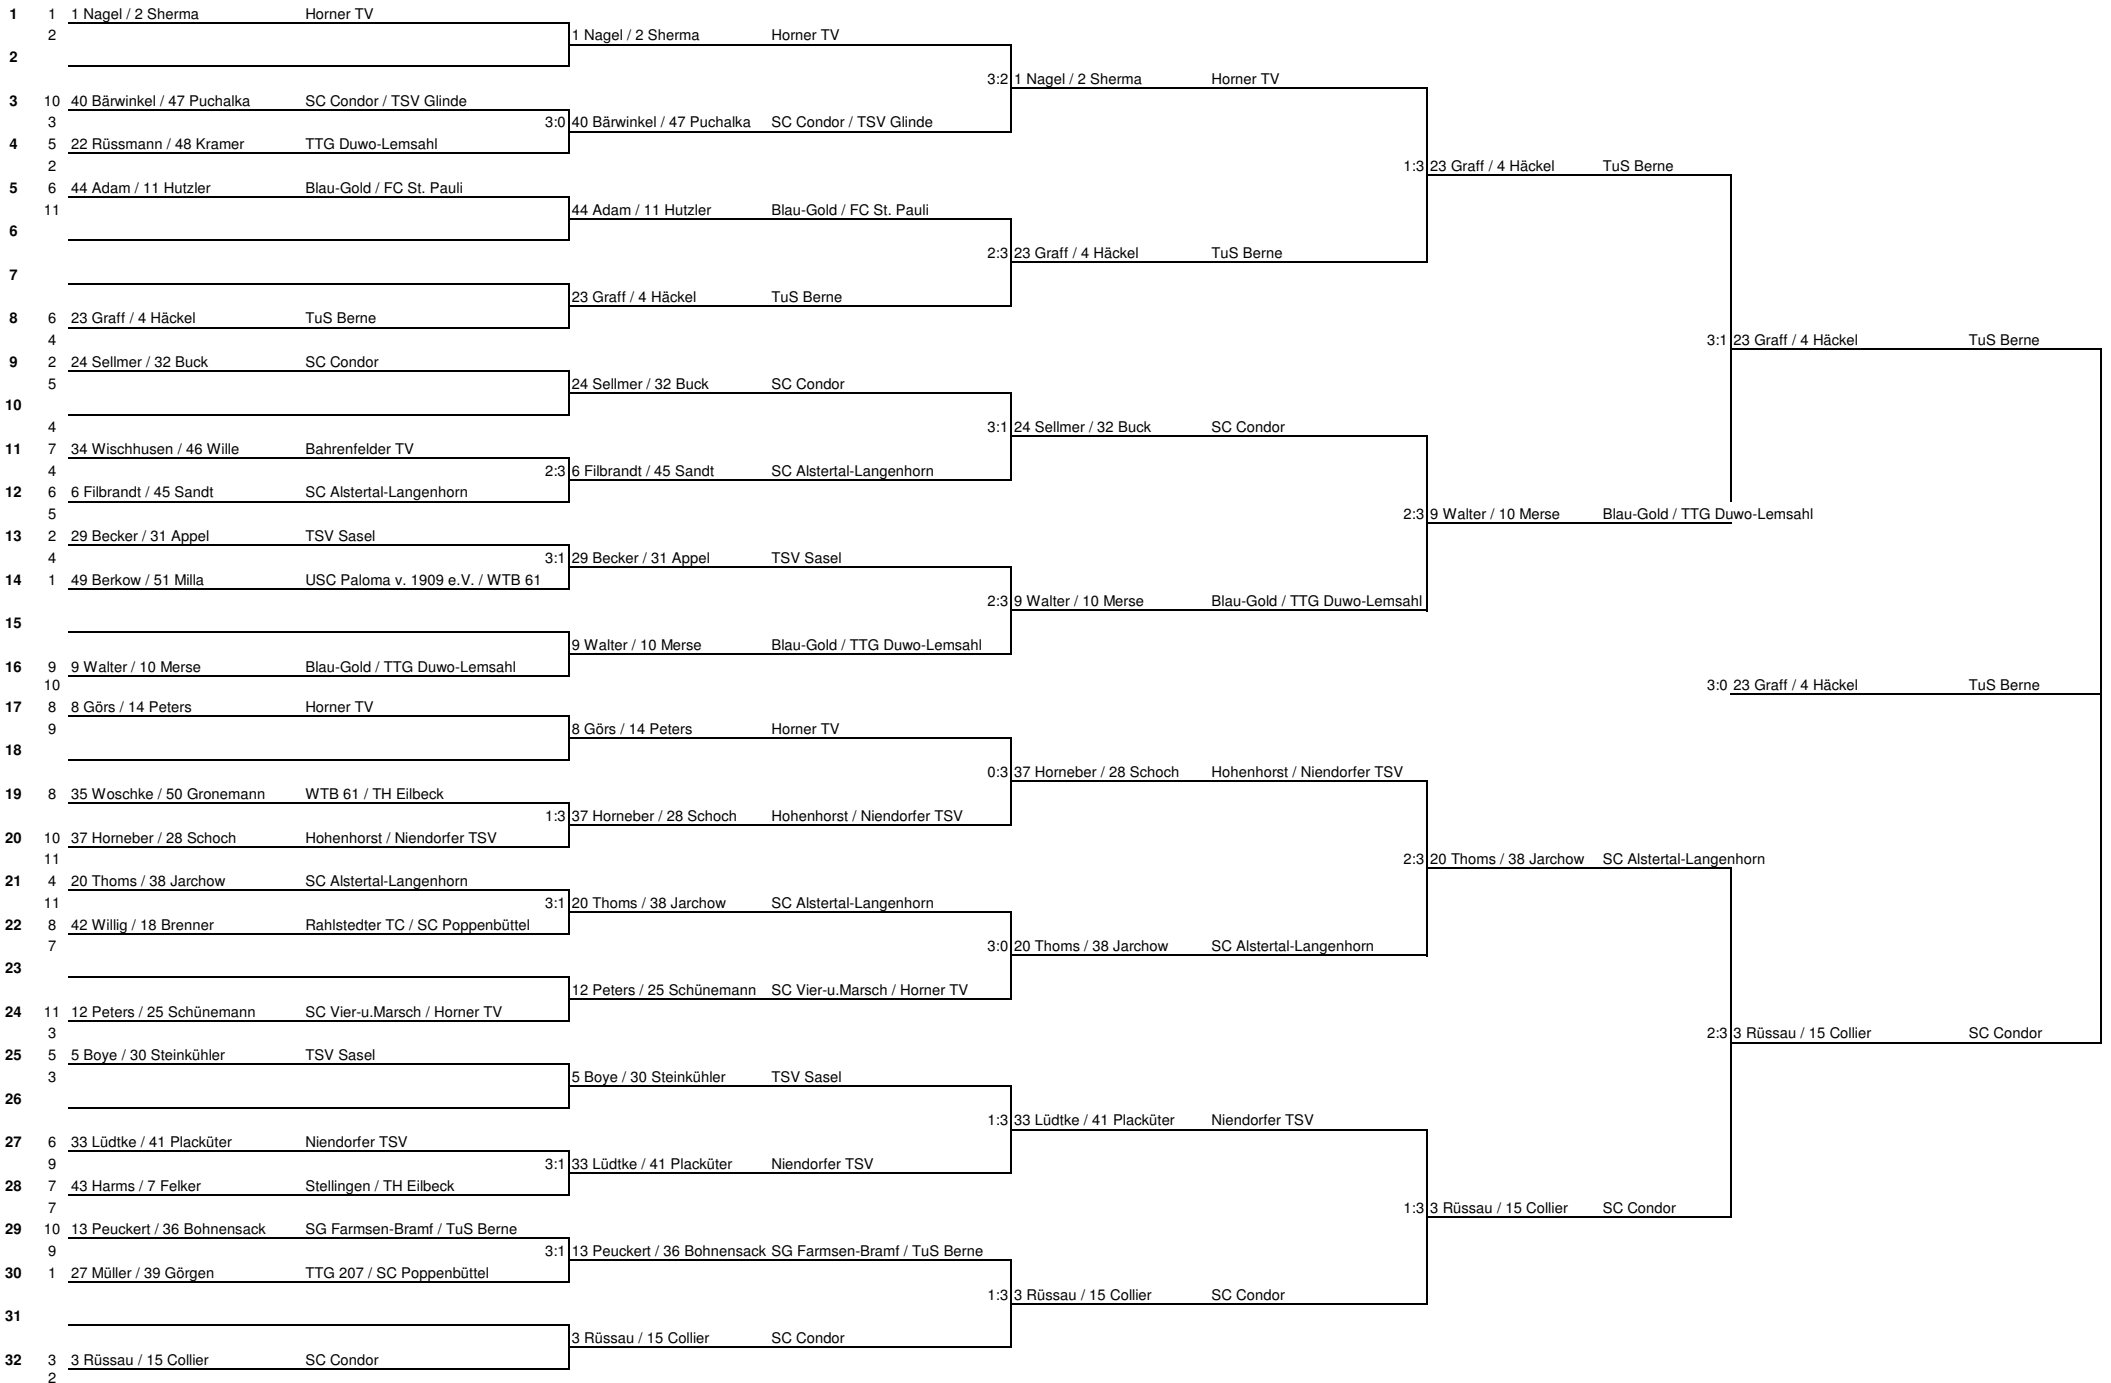 1 1 1 Nagel / 2 Sherma Horner TV
2 1 Nagel / 2 Sherma Horner TV
2
3:2 1 Nagel / 2 Sherma Horner TV
3 10 40 Bärwinkel / 47 Puchalka SC Condor / TSV Glinde
3 3:0 40 Bärwinkel / 47 Puchalka SC Condor / TSV Glinde
4 5 22 Rüssmann / 48 Kramer TTG Duwo-Lemsahl
2 1:3 23 Graff / 4 Häckel TuS Berne
5 6 44 Adam / 11 Hutzler Blau-Gold / FC St. Pauli
11 44 Adam / 11 Hutzler Blau-Gold / FC St. Pauli
6
2:3 23 Graff / 4 Häckel TuS Berne
7
23 Graff / 4 Häckel TuS Berne
8 6 23 Graff / 4 Häckel TuS Berne
4 3:1 23 Graff / 4 Häckel TuS Berne
9 2 24 Sellmer / 32 Buck SC Condor
5 24 Sellmer / 32 Buck SC Condor
10
4 3:1 24 Sellmer / 32 Buck SC Condor
11 7 34 Wischhusen / 46 Wille Bahrenfelder TV
4 2:3 6 Filbrandt / 45 Sandt SC Alstertal-Langenhorn
12 6 6 Filbrandt / 45 Sandt SC Alstertal-Langenhorn
5 2:3 9 Walter / 10 Merse Blau-Gold / TTG Duwo-Lemsahl
13 2 29 Becker / 31 Appel TSV Sasel
4 3:1 29 Becker / 31 Appel TSV Sasel
14 1 49 Berkow / 51 Milla USC Paloma v. 1909 e.V. / WTB 61
2:3 9 Walter / 10 Merse Blau-Gold / TTG Duwo-Lemsahl
15
9 Walter / 10 Merse Blau-Gold / TTG Duwo-Lemsahl
16 9 9 Walter / 10 Merse Blau-Gold / TTG Duwo-Lemsahl
10 3:0 23 Graff / 4 Häckel TuS Berne
17 8 8 Görs / 14 Peters Horner TV
9 8 Görs / 14 Peters Horner TV
18
0:3 37 Horneber / 28 Schoch Hohenhorst / Niendorfer TSV
19 8 35 Woschke / 50 Gronemann WTB 61 / TH Eilbeck
1:3 37 Horneber / 28 Schoch Hohenhorst / Niendorfer TSV
20 10 37 Horneber / 28 Schoch Hohenhorst / Niendorfer TSV
11 2:3 20 Thoms / 38 Jarchow SC Alstertal-Langenhorn
21 4 20 Thoms / 38 Jarchow SC Alstertal-Langenhorn
11 3:1 20 Thoms / 38 Jarchow SC Alstertal-Langenhorn
22 8 42 Willig / 18 Brenner Rahlstedter TC / SC Poppenbüttel
7 3:0 20 Thoms / 38 Jarchow SC Alstertal-Langenhorn
23
12 Peters / 25 Schünemann SC Vier-u.Marsch / Horner TV
24 11 12 Peters / 25 Schünemann SC Vier-u.Marsch / Horner TV
3 2:3 3 Rüssau / 15 Collier SC Condor
25 5 5 Boye / 30 Steinkühler TSV Sasel
3 5 Boye / 30 Steinkühler TSV Sasel
26
1:3 33 Lüdtke / 41 Placküter Niendorfer TSV
27 6 33 Lüdtke / 41 Placküter Niendorfer TSV
9 3:1 33 Lüdtke / 41 Placküter Niendorfer TSV
28 7 43 Harms / 7 Felker Stellingen / TH Eilbeck
7 1:3 3 Rüssau / 15 Collier SC Condor
29 10 13 Peuckert / 36 Bohnensack SG Farmsen-Bramf / TuS Berne
9 3:1 13 Peuckert / 36 Bohnensack SG Farmsen-Bramf / TuS Berne
30 1 27 Müller / 39 Görgen TTG 207 / SC Poppenbüttel
1:3 3 Rüssau / 15 Collier SC Condor
31
3 Rüssau / 15 Collier SC Condor
32 3 3 Rüssau / 15 Collier SC Condor
2